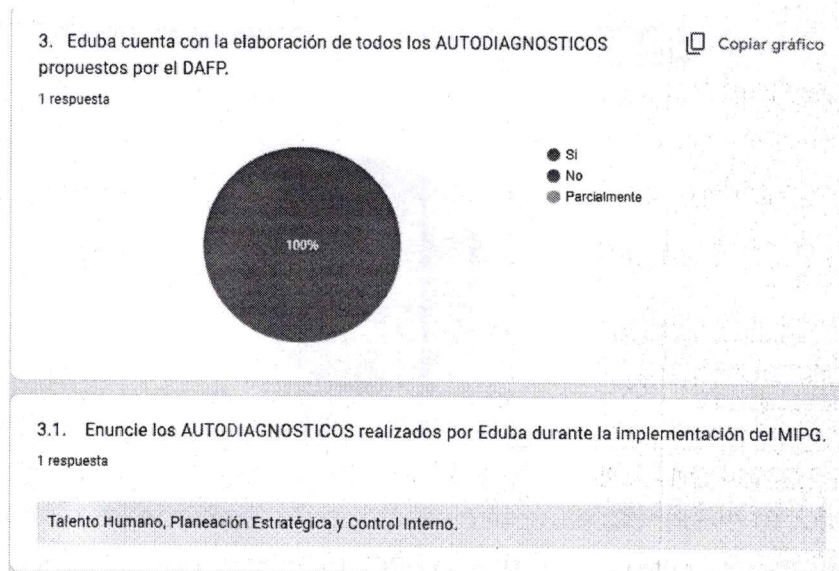 3. Eduba cuenta con la elaboración de todos los AUTODIAGNOSTICOS
propuestos por el DAFP.
Copiar gráfico
1 respuesta
Si
No
Parcialmente
100%
3.1. Enuncie los AUTODIAGNOSTICOS realizados por Eduba durante la implementación del MIPG.
1 respuesta
Talento Humano, Planeación Estratégica y Control Interno.